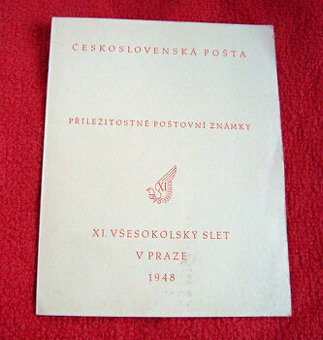 ČESKOSLOVENSKÁ POŠTA
PŘÍLEŽITOSTNÉ POŠTOVNÍ ZNÁMKY
XI
XI. VŠESOKOLSKÝ SLET
V PRAZE
1948